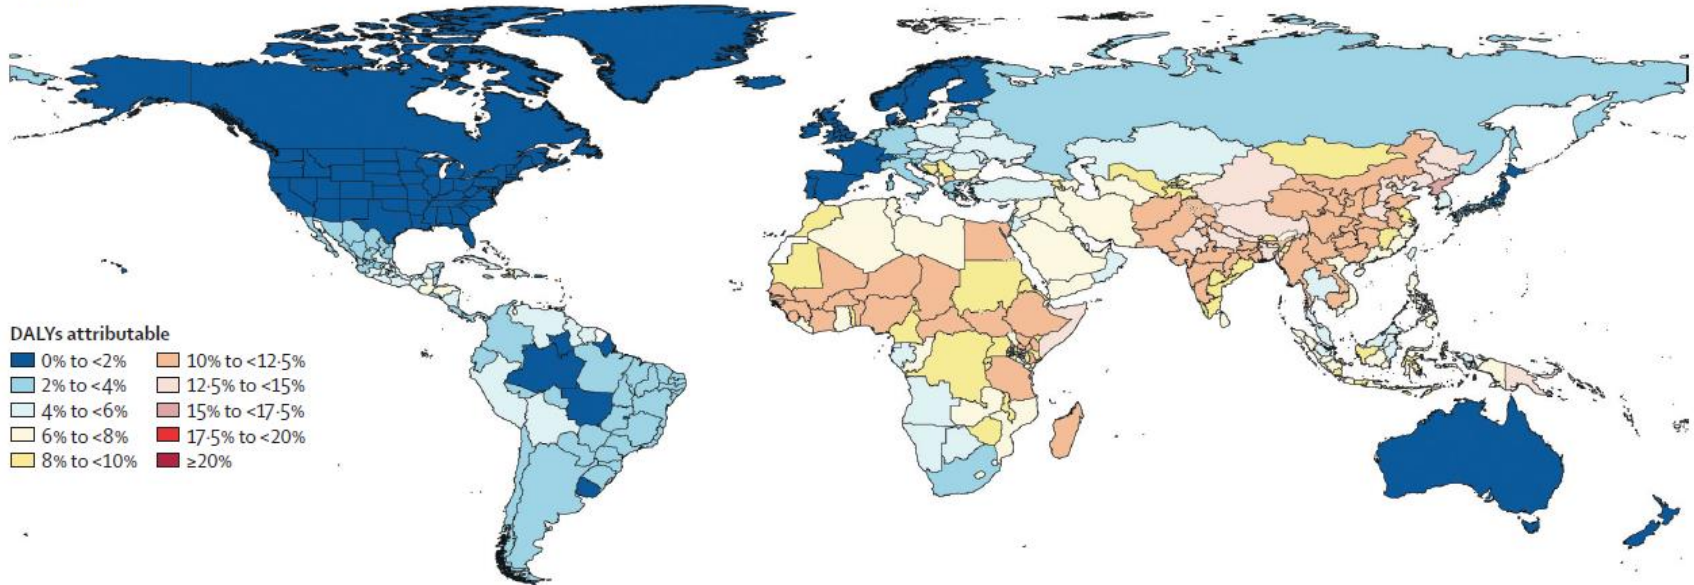 DALYs attributable
0% to <2%
2% to <4%
4% to <6%
6% to <8%
8% to <10%
10% to <12·5%
12·5% to <15%
15% to <17·5%
17·5% to <20%
≥20%